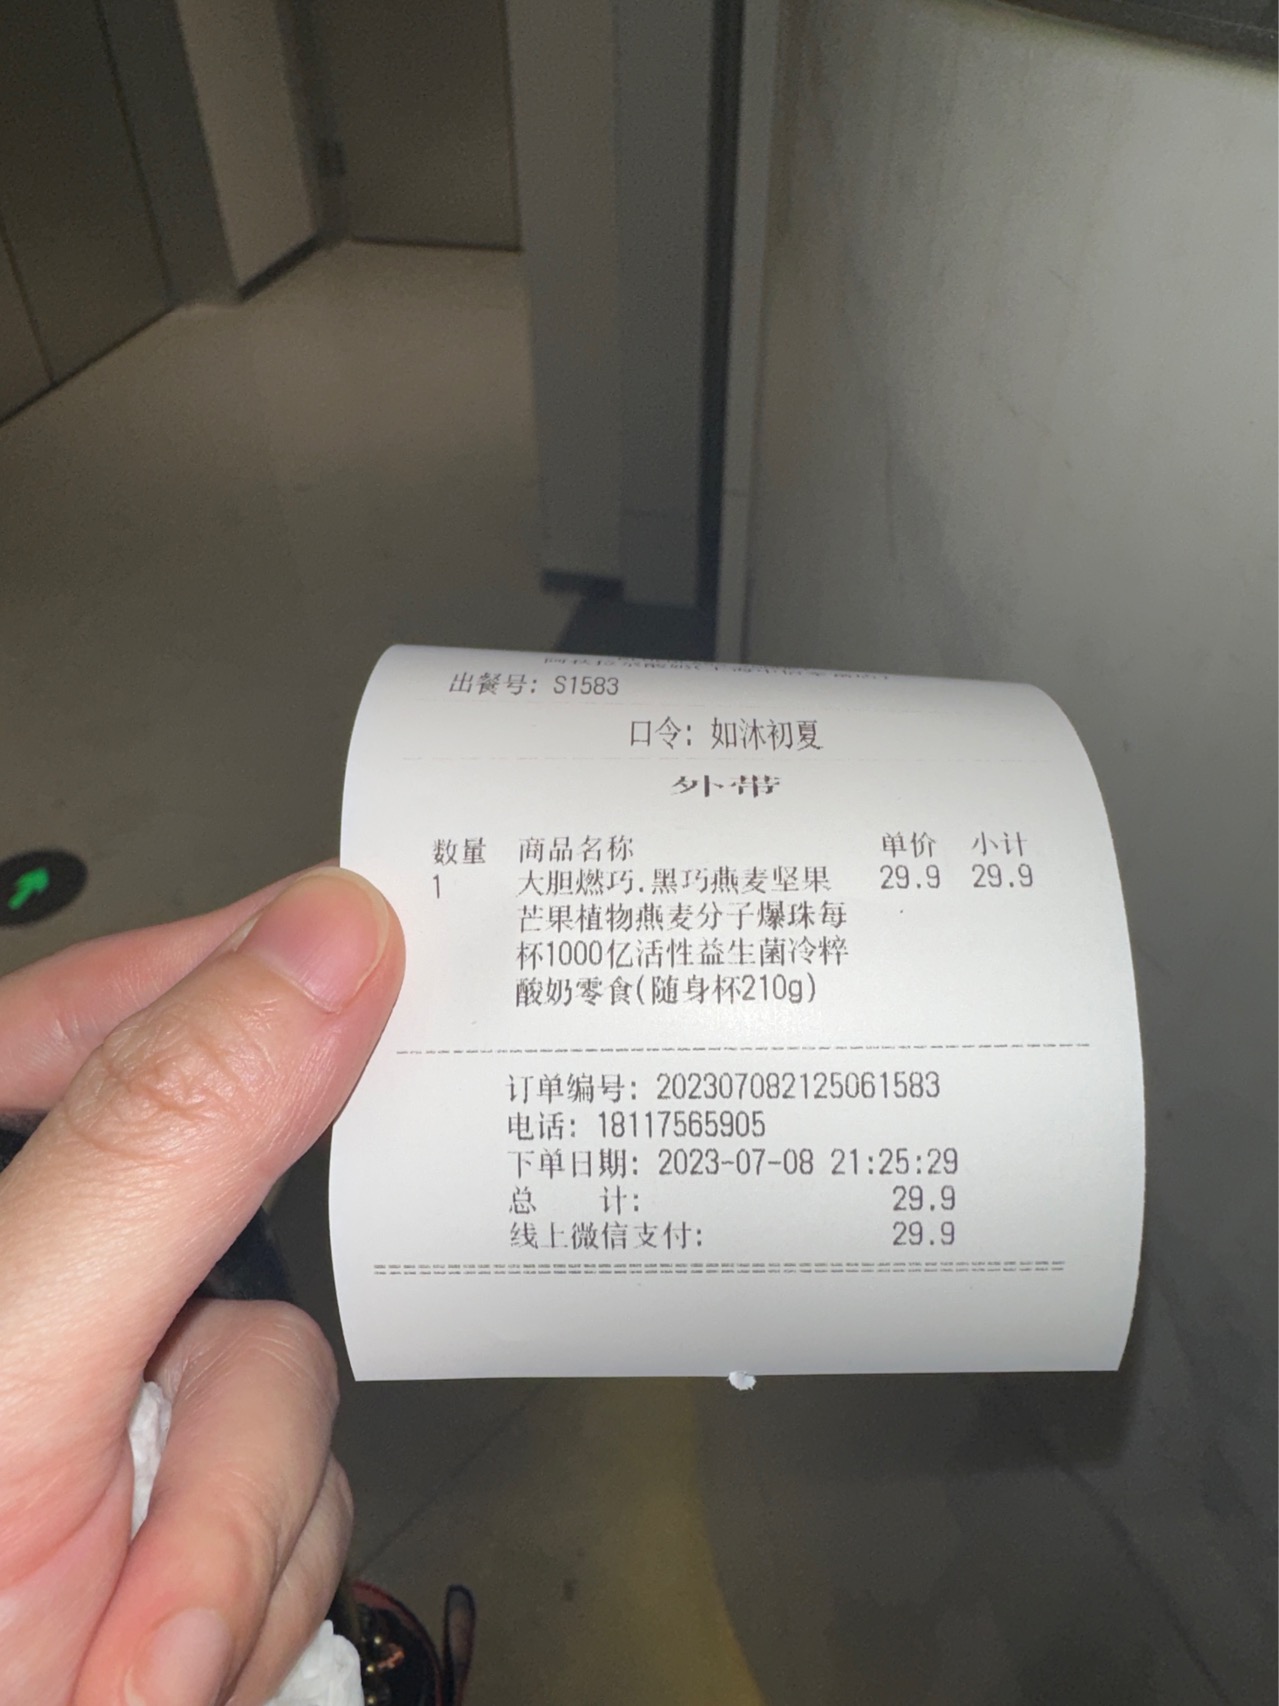 出餐号: S1583
口令: 如沐初夏
外带
数量 商品名称 单价 小计
1 大胆燃巧.黑巧燕麦坚果 29.9 29.9
芒果植物燕麦分子爆珠每
杯1000亿活性益生菌冷粹
酸奶零食(随身杯210g)
订单编号: 202307082125061583
电话: 18117565905
下单日期: 2023-07-08 21:25:29
总 计: 29.9
线上微信支付: 29.9